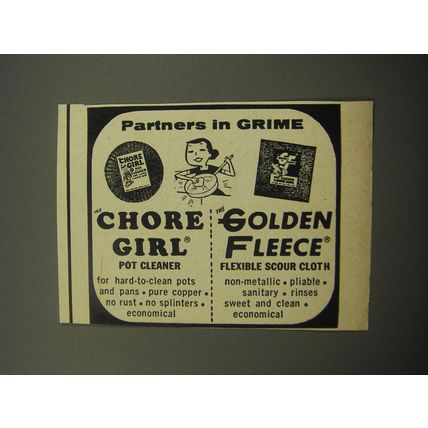 Partners in GRIME
CHORE
GIRL
THE
CHORE
GIRL®
POT CLEANER
for hard-to-clean pots
and pans • pure copper •
no rust • no splinters •
economical
THE
GOLDEN
FLEECE®
FLEXIBLE SCOUR CLOTH
non-metallic • pliable •
sanitary • rinses
sweet and clean •
economical